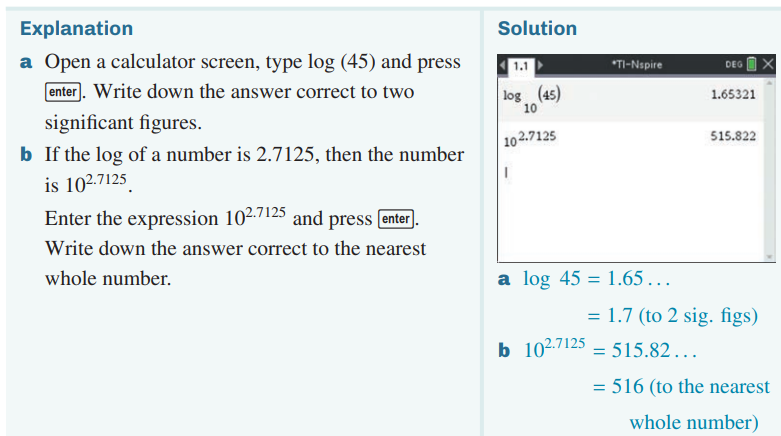 Explanation
a Open a calculator screen, type log (45) and press
enter. Write down the answer correct to two
significant figures.
b If the log of a number is 2.7125, then the number
is 10^2.7125.
Enter the expression 10^2.7125 and press enter.
Write down the answer correct to the nearest
whole number.
Solution
1.1 *TI-Nspire DEG
log10(45) 1.65321
10^2.7125 515.822
a log 45 = 1.65...
= 1.7 (to 2 sig. figs)
b 10^2.7125 = 515.82...
= 516 (to the nearest
whole number)